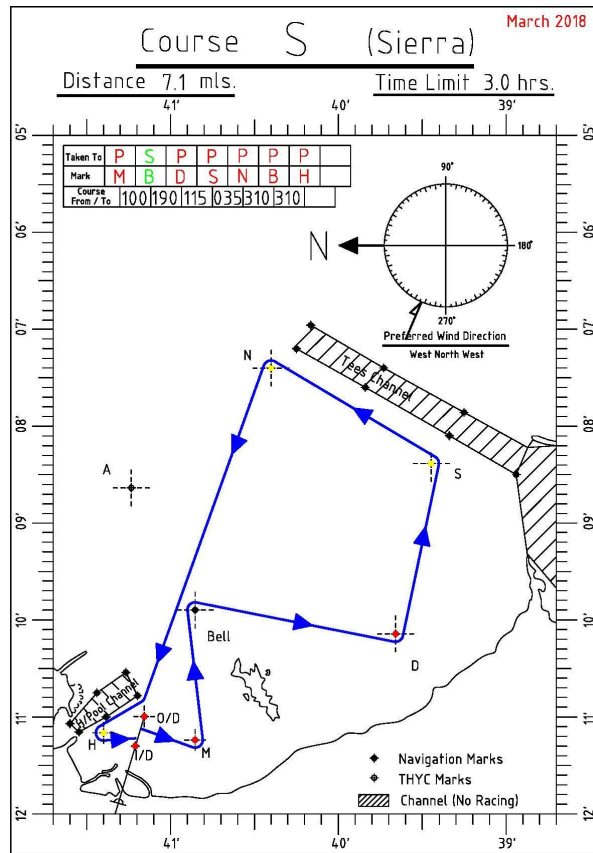 March 2018
Course S (Sierra)
Distance 7.1 mls.
Time Limit 3.0 hrs.
41' 40' 39'
05' 05'
Taken To P S P P P P P
Mark M B D S N B H
Course From / To 100 190 115 035 310 310
90°
180°
270°
N
Preferred Wind Direction
West North West
06' 06'
07' 07'
Tees Channel
N
08' 08'
A
S
09' 09'
10' 10'
Bell
D
H/Pool Channel
11' 11'
O/D
H
I/D
M
Navigation Marks
THYC Marks
Channel (No Racing)
12' 12'
41' 40' 39'